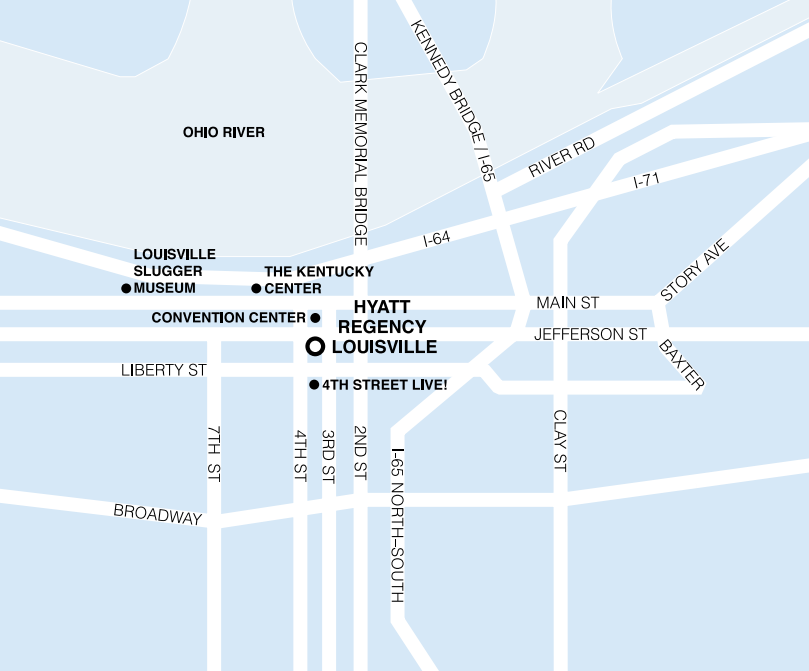 CLARK MEMORIAL BRIDGE
KENNEDY BRIDGE / I-65
OHIO RIVER
RIVER RD
I-71
I-64
LOUISVILLE
SLUGGER
MUSEUM
THE KENTUCKY
CENTER
STORY AVE
MAIN ST
CONVENTION CENTER
HYATT
REGENCY
LOUISVILLE
JEFFERSON ST
BAXTER
LIBERTY ST
4TH STREET LIVE!
7TH ST
4TH ST
3RD ST
2ND ST
I-65 NORTH–SOUTH
CLAY ST
BROADWAY